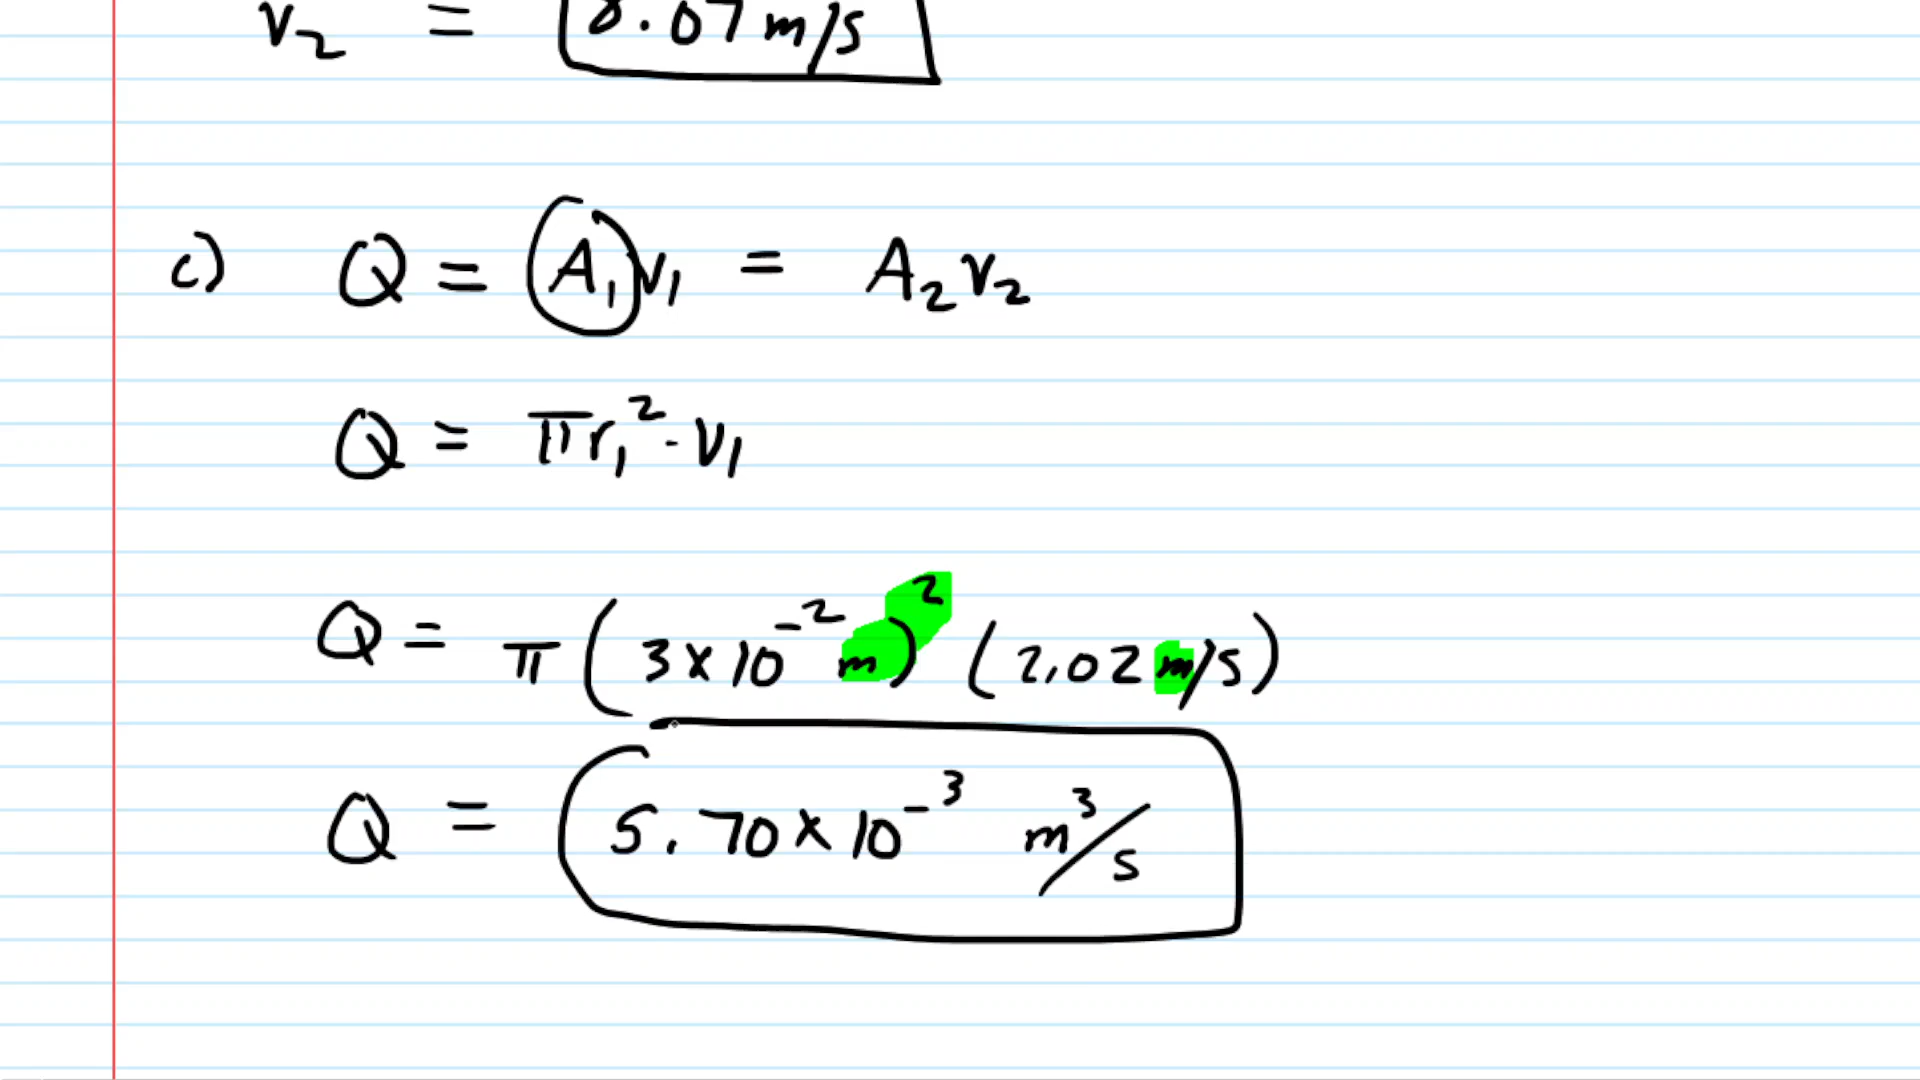 v₂ = 8.07 m/s
c) Q = A₁v₁ = A₂v₂
Q = πr₁² · v₁
Q = π(3×10⁻² m)² (2.02 m/s)
Q = 5.70×10⁻³ m³/s